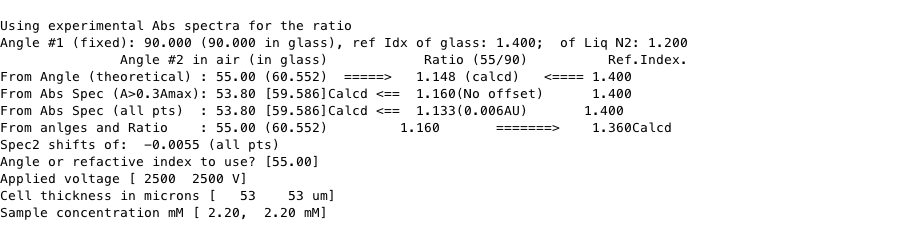 Using experimental Abs spectra for the ratio
Angle #1 (fixed): 90.000 (90.000 in glass), ref Idx of glass: 1.400;  of Liq N2: 1.200
Angle #2 in air (in glass)            Ratio (55/90)          Ref.Index.
From Angle (theoretical) : 55.00 (60.552)  =====>   1.148 (calcd)  <==== 1.400
From Abs Spec (A>0.3Amax): 53.80 [59.586]Calcd <==  1.160(No offset)      1.400
From Abs Spec (all pts)  : 53.80 [59.586]Calcd <==  1.133(0.006AU)       1.400
From anlges and Ratio    : 55.00 (60.552)         1.160       =======>    1.360Calcd
Spec2 shifts of:  −0.0055 (all pts)
Angle or refractive index to use? [55.00]
Applied voltage [ 2500  2500 V]
Cell thickness in microns [   53    53 um]
Sample concentration mM [ 2.20,  2.20 mM]